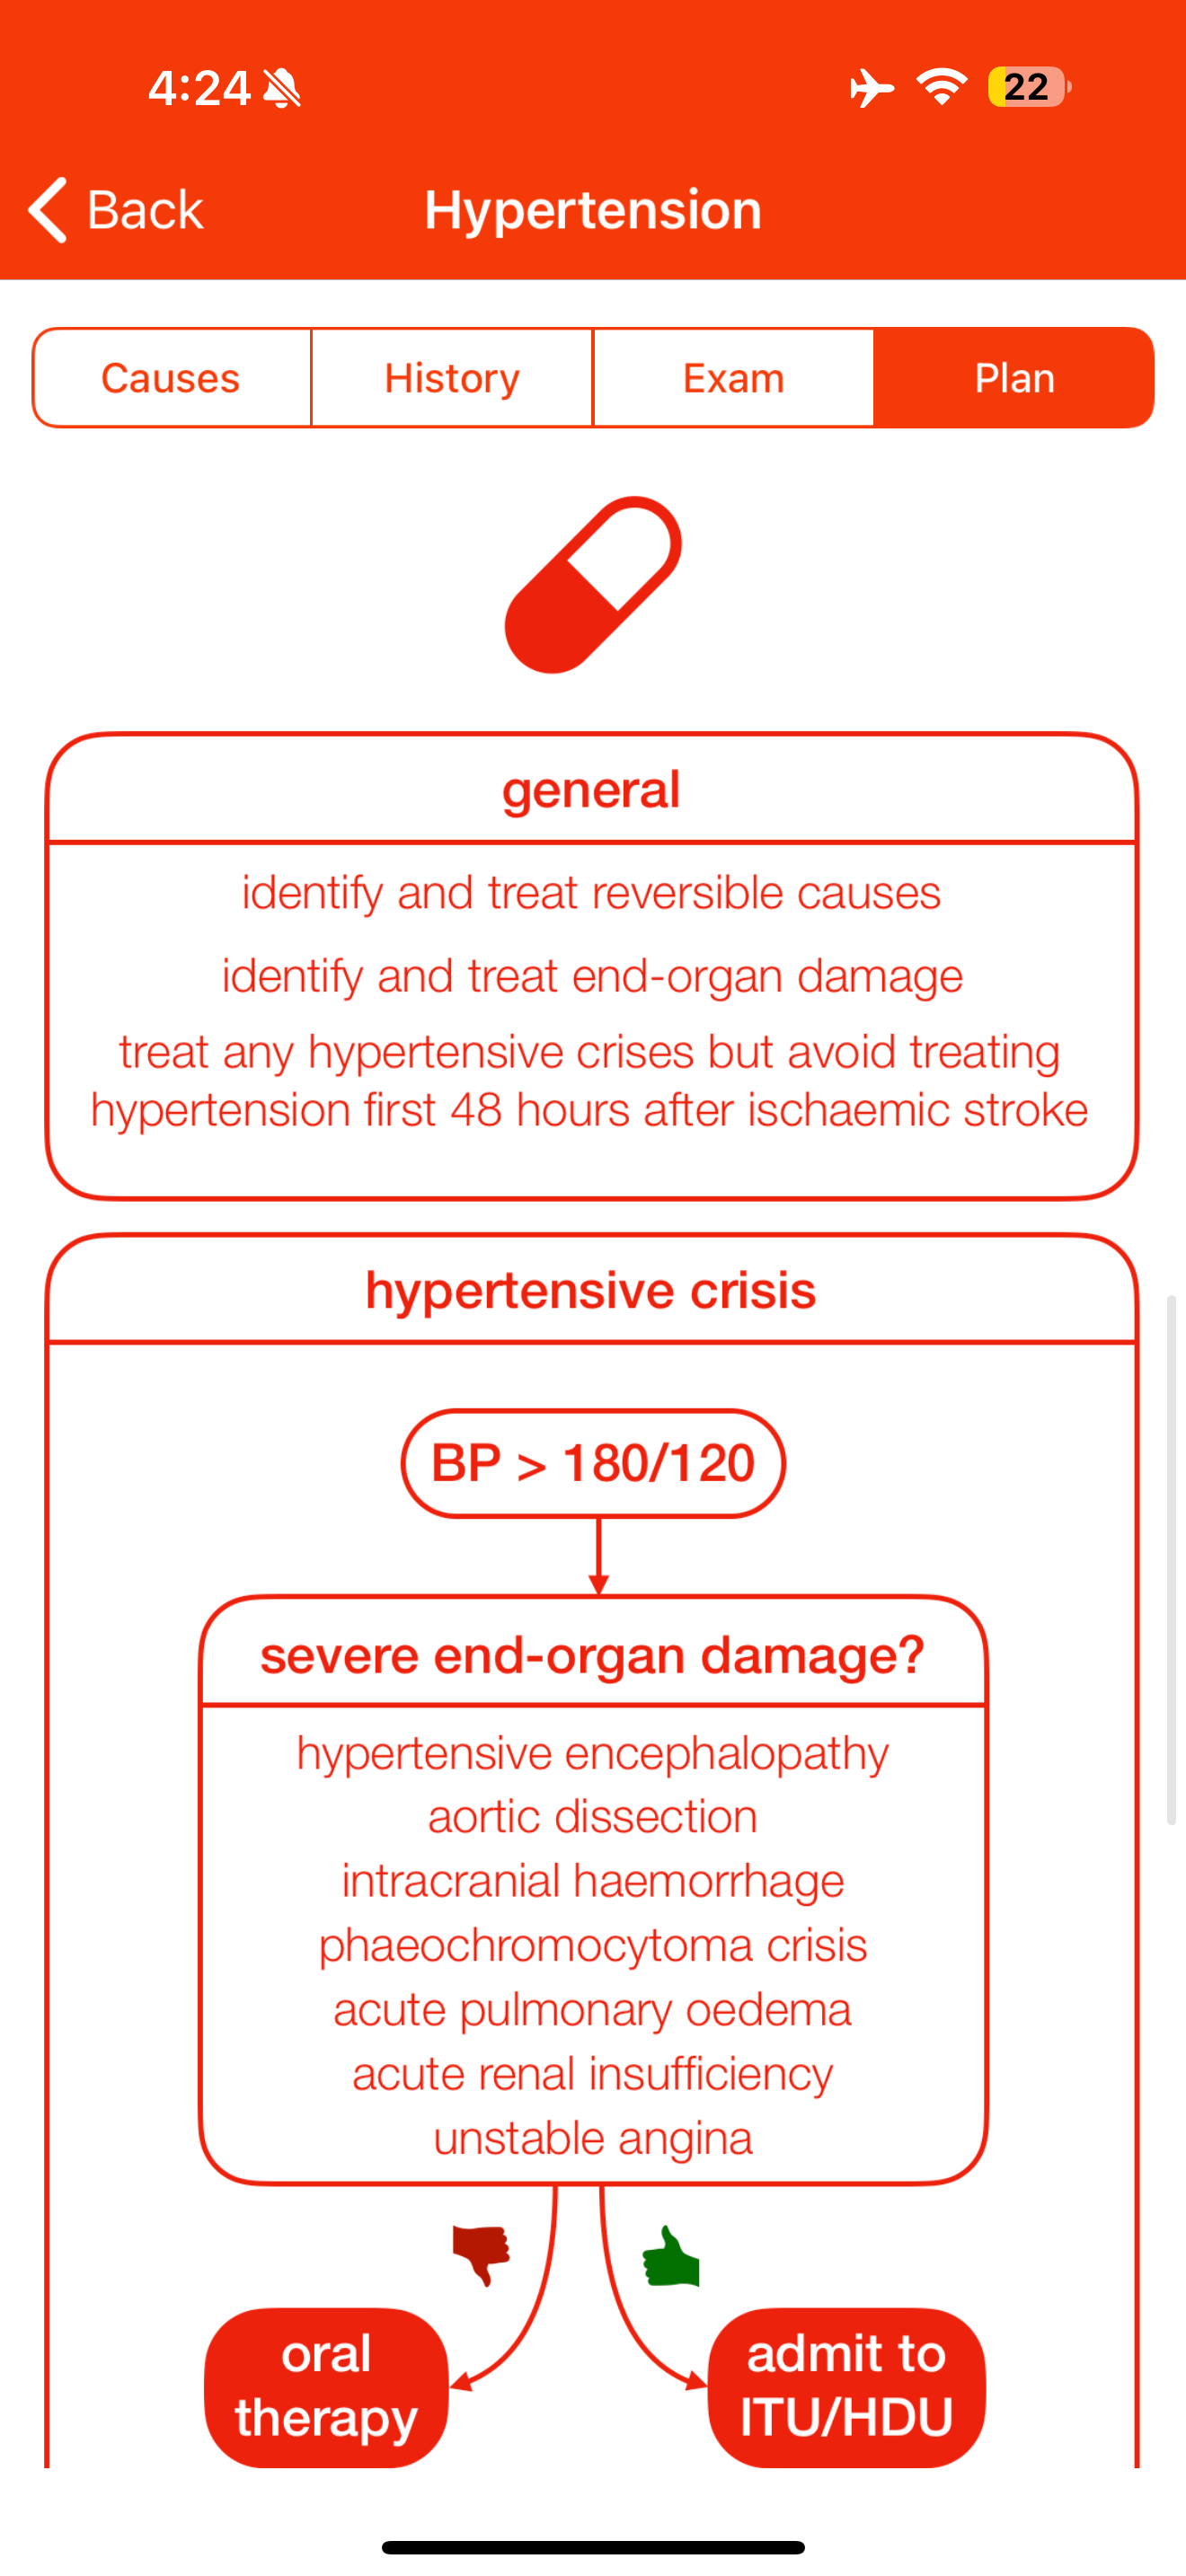 4:24
22
Back
Hypertension
Causes
History
Exam
Plan
general
identify and treat reversible causes
identify and treat end-organ damage
treat any hypertensive crises but avoid treating
hypertension first 48 hours after ischaemic stroke
hypertensive crisis
BP > 180/120
severe end-organ damage?
hypertensive encephalopathy
aortic dissection
intracranial haemorrhage
phaeochromocytoma crisis
acute pulmonary oedema
acute renal insufficiency
unstable angina
oral
therapy
admit to
ITU/HDU